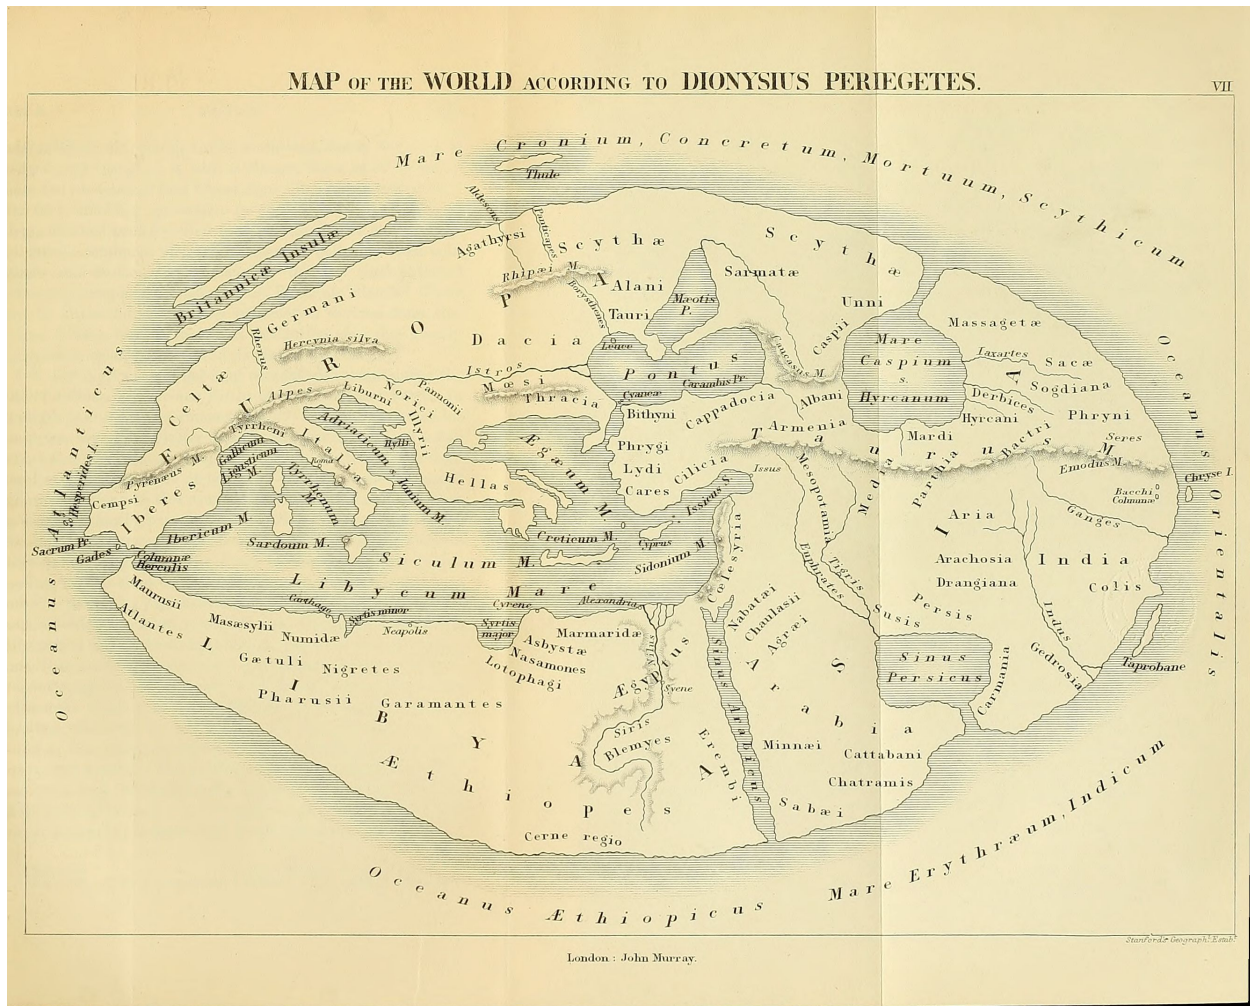 MAP OF THE WORLD ACCORDING TO DIONYSIUS PERIEGETES.
VII
Mare Cronium, Concretum, Mortuum, Scythicum
Thule
Aldescus
Panticapes
Agathyrsi
Scythæ
Scythæ
Britannicæ Insulæ
Rhipæi M.
Alani
Sarmatæ
Borysthenes
Mæotis P.
Unni
Germani
Tauri
Massagetæ
Rhenus
Hercynia silva
Dacia
Leuce
Caucasus M.
Caspii
Mare
Caspium
s.
Hyrcanum
Iaxartes
Sacæ
EUROPA
Celtæ
Istros
Pontus
Sogdiana
Alpes
Liburni
Norici
Pannonii
Mœsi
Carambis Pr.
Derbices
Thracia
Cyaneæ
Cappadocia
Albani
Phryni
Illyrii
Bithyni
Hyrcani
Armenia
Mardi
Bactri
Seres
Tyrrheni
Italia
Adriaticum s.
Hylli
Gallicum
Ligusticum
M.
Phrygi
Taurus M.
Emodus M.
Pyrenæus M.
Roma
Ægæum M.
Lydi
Cilicia
Issus
Parthia
Media
Chryse I.
Cempsi
Iberes
Tyrrhenum M.
Ionium M.
Hellas
Cares
Issicus S.
Mesopotamia
Bacchi
Columnæ
Hesperides I.
Ibericum M.
Aria
Ganges
Sacrum Pr.
Gades
Columnæ
Herculis
Sardoum M.
Creticum M.
Cyprus
Sidonium M.
Cœlesyria
Siculum M.
Arachosia
India
Libycum Mare
Euphrates
Tigris
Drangiana
Colis
Maurusii
Carthago
Syrtis minor
Cyrene
Alexandria
Nabatæi
Chaulasii
Agræi
Persis
Susis
Indus
Atlantes
Masæsylii
Numidæ
Neapolis
Syrtis
major
Asbystæ
Marmaridæ
Nilus
Gedrosia
Taprobane
LIBYA
Gætuli
Nigretes
Nasamones
Lotophagi
Ægyptus
Sinus Arabicus
Sinus
Persicus
Carmania
ASIA
Pharusii
Garamantes
Syene
Arabia
Siris
Blemyes
Erembi
Minnæi
Cattabani
Æthiopes
Chatramis
Sabæi
Cerne regio
Oceanus Atlanticus
Oceanus Orientalis
Oceanus Æthiopicus
Mare Erythræum, Indicum
Stanford's Geograph.l Estab.t
London: John Murray.